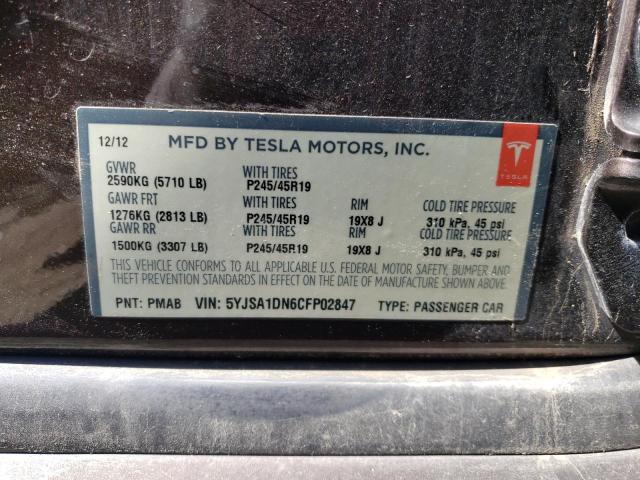 12/12 MFD BY TESLA MOTORS, INC.
GVWR WITH TIRES
2590KG (5710 LB) P245/45R19
GAWR FRT WITH TIRES RIM COLD TIRE PRESSURE
1276KG (2813 LB) P245/45R19 19X8 J 310 kPa, 45 psi
GAWR RR WITH TIRES RIM COLD TIRE PRESSURE
1500KG (3307 LB) P245/45R19 19X8 J 310 kPa, 45 psi
THIS VEHICLE CONFORMS TO ALL APPLICABLE U.S. FEDERAL MOTOR SAFETY, BUMPER AND
THEFT PREVENTION STANDARDS IN EFFECT ON THE DATE OF MANUFACTURE SHOWN ABOVE.
PNT: PMAB VIN: 5YJSA1DN6CFP02847 TYPE: PASSENGER CAR
TESLA